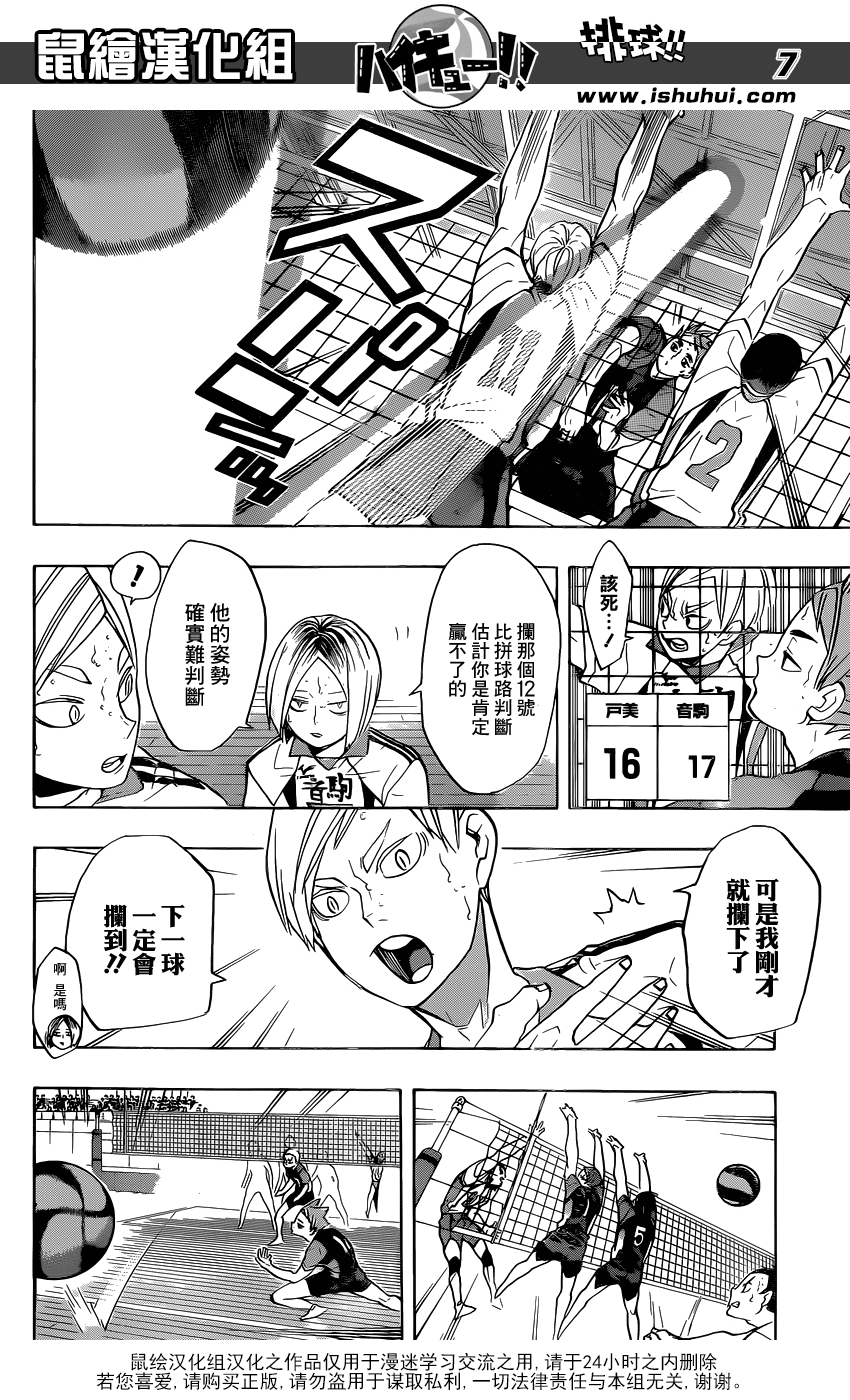 鼠繪漢化組
ハイキュー!!
排球!!
7
www.ishuhui.com
スパーン
2
該死…!
戸美
音駒
16
17
攔那個12號
比拼球路判斷
估計你是肯定
贏不了的
他的姿勢
確實難判斷
!
音駒
可是我剛才
就攔下了
下一球
一定會
攔到!!
啊
是嗎
1
5
鼠绘汉化组汉化之作品仅用于漫迷学习交流之用, 请于24小时之内删除
若您喜爱, 请购买正版, 请勿盗用于谋取私利, 一切法律责任与本组无关, 谢谢。